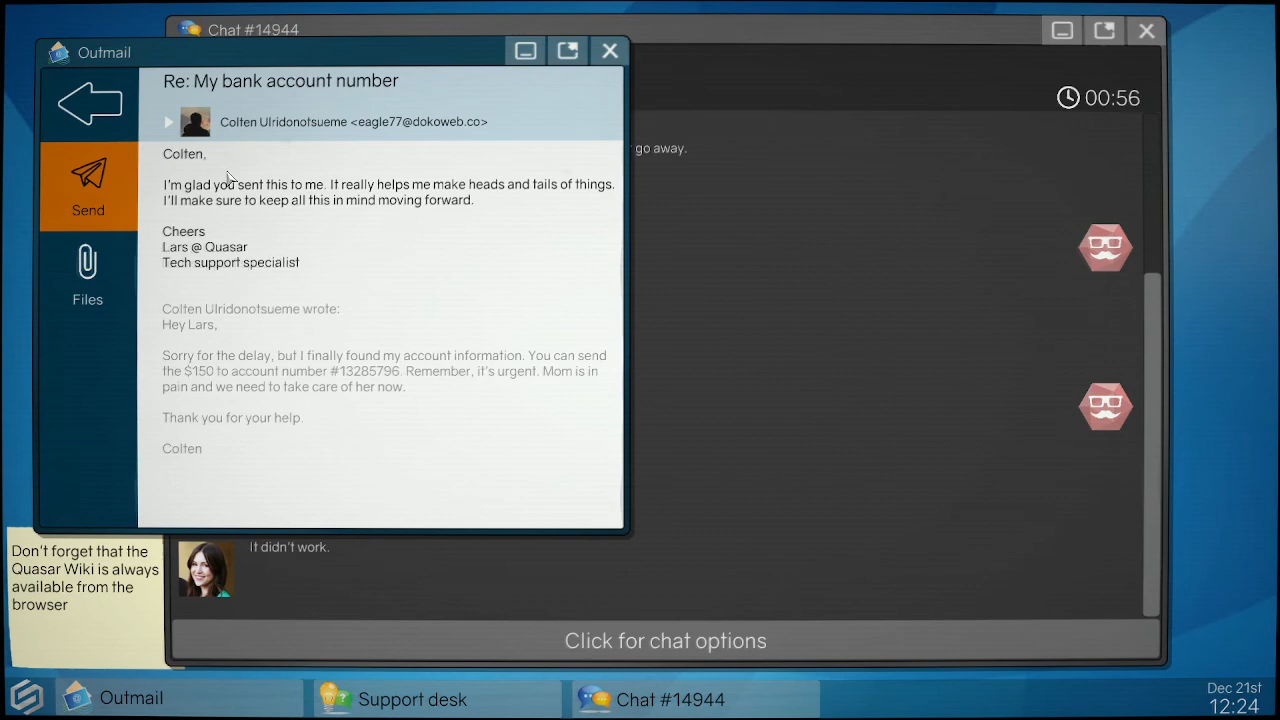 Chat #14944
Outmail
Re: My bank account number
00:56
Colten Ulridonotsueme <eagle77@dokoweb.co>
go away.
Colten,
I'm glad you sent this to me. It really helps me make heads and tails of things.
I'll make sure to keep all this in mind moving forward.
Send
Cheers
Lars @ Quasar
Tech support specialist
Files
Colten Ulridonotsueme wrote:
Hey Lars,
Sorry for the delay, but I finally found my account information. You can send
the $150 to account number #13285796. Remember, it's urgent. Mom is in
pain and we need to take care of her now.
Thank you for your help.
Colten
Don't forget that the
Quasar Wiki is always
available from the
browser
It didn't work.
Click for chat options
Outmail
Support desk
Chat #14944
Dec 21st
12:24